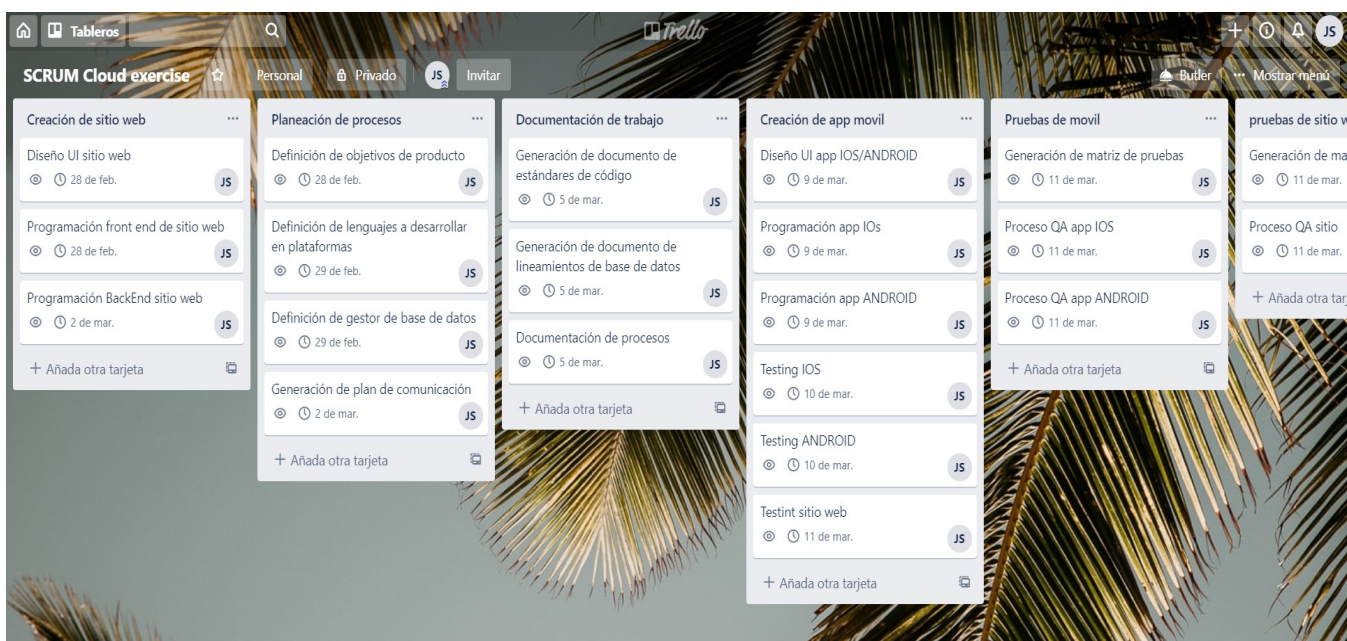 Tableros
Trello
JS
SCRUM Cloud exercise
Personal
Privado
JS
Invitar
Butler
Mostrar menú
Creación de sitio web
Diseño UI sitio web
28 de feb.
JS
Programación front end de sitio web
28 de feb.
JS
Programación BackEnd sitio web
2 de mar.
JS
+ Añada otra tarjeta
Planeación de procesos
Definición de objetivos de producto
28 de feb.
JS
Definición de lenguajes a desarrollar
en plataformas
29 de feb.
JS
Definición de gestor de base de datos
29 de feb.
JS
Generación de plan de comunicación
2 de mar.
JS
+ Añada otra tarjeta
Documentación de trabajo
Generación de documento de
estándares de código
5 de mar.
JS
Generación de documento de
lineamientos de base de datos
5 de mar.
JS
Documentación de procesos
5 de mar.
JS
+ Añada otra tarjeta
Creación de app movil
Diseño UI app IOS/ANDROID
9 de mar.
JS
Programación app IOs
9 de mar.
JS
Programación app ANDROID
9 de mar.
JS
Testing IOS
10 de mar.
JS
Testing ANDROID
10 de mar.
JS
Testint sitio web
11 de mar.
JS
+ Añada otra tarjeta
Pruebas de movil
Generación de matriz de pruebas
11 de mar.
JS
Proceso QA app IOS
11 de mar.
JS
Proceso QA app ANDROID
11 de mar.
JS
+ Añada otra tarjeta
pruebas de sitio
Generación de
11 de mar.
Proceso QA sitio
11 de mar.
+ Añada otra